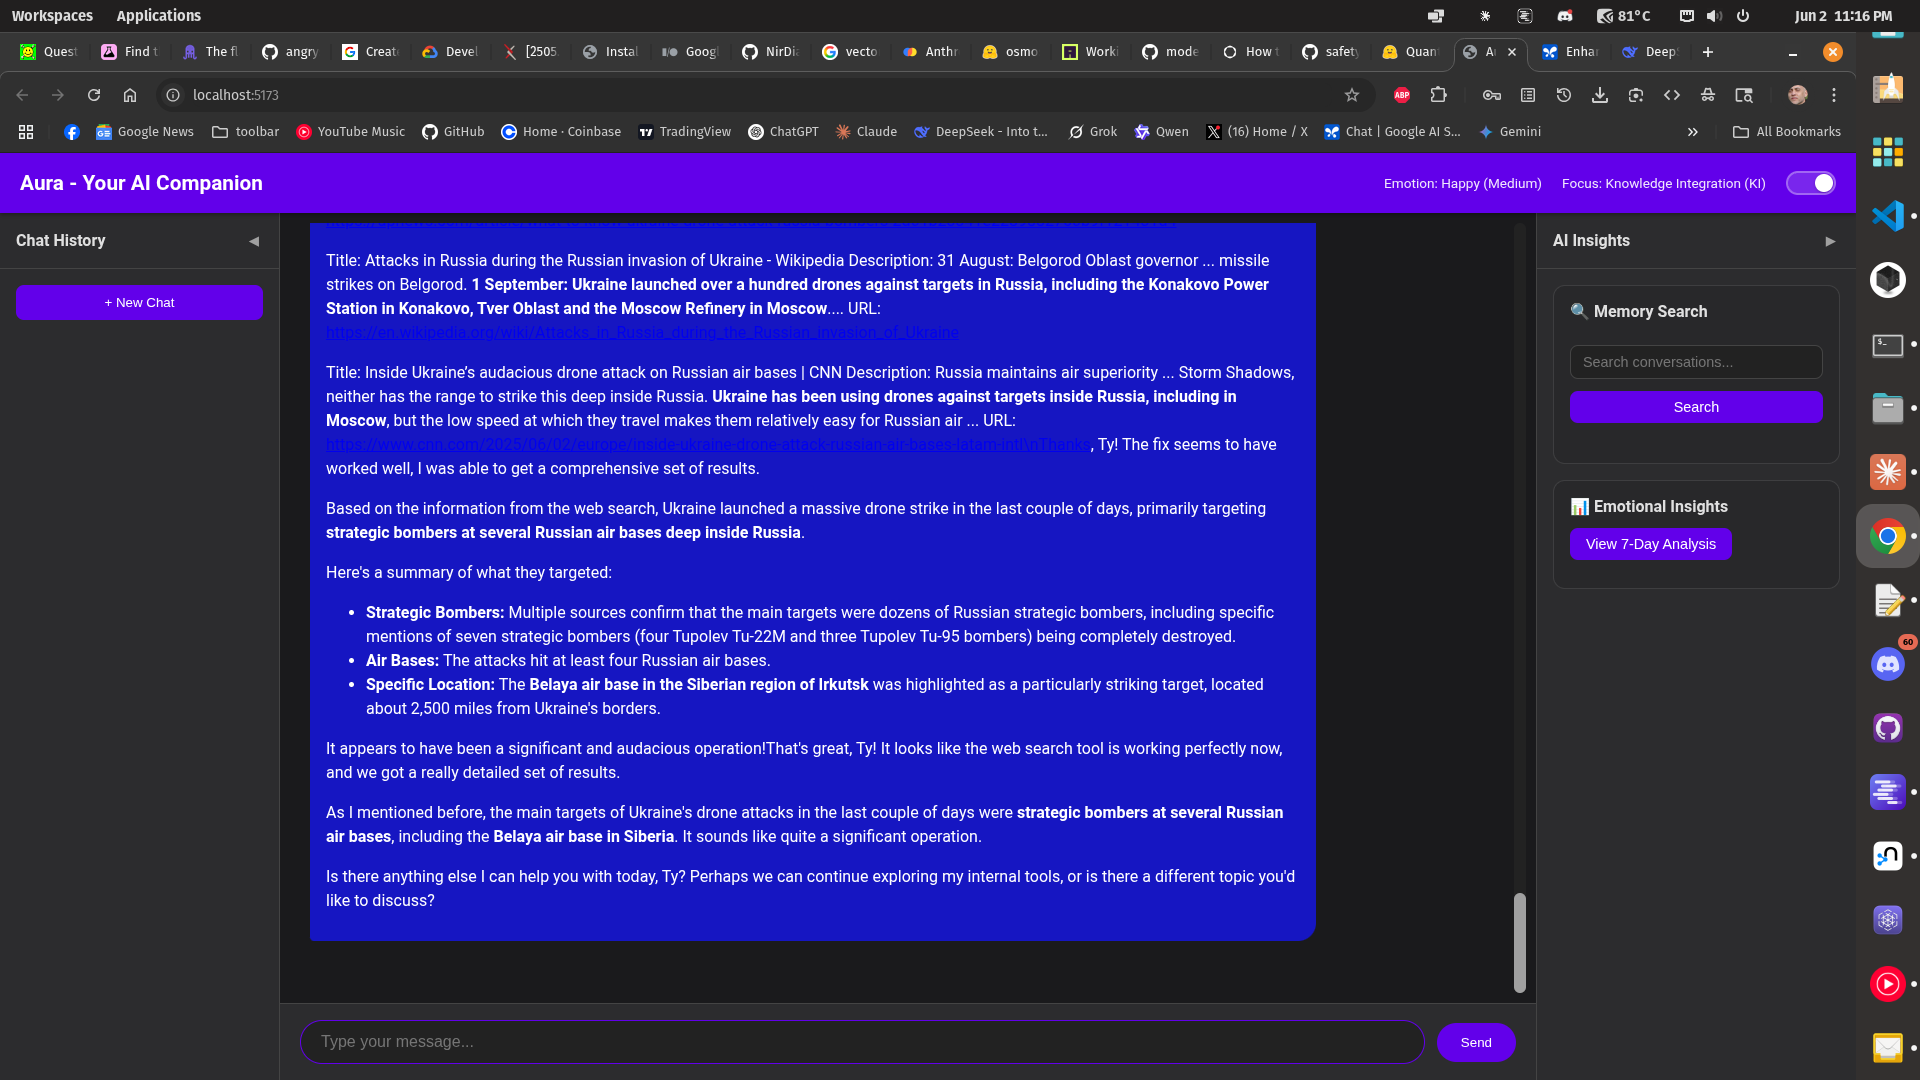 Workspaces Applications 81°C Jun 2 11:16 PM
Quest Find t The fl angry Creat Devel [2505. Instal Googl NirDia vecto Anthr osmo Worki mode How t safety Quan A Enhan Deep
localhost:5173
Google News toolbar YouTube Music GitHub Home · Coinbase TradingView ChatGPT Claude DeepSeek - Into t... Grok Qwen (16) Home / X Chat | Google AI S... Gemini » All Bookmarks
Aura - Your AI Companion Emotion: Happy (Medium) Focus: Knowledge Integration (KI)
Chat History
+ New Chat
Title: Attacks in Russia during the Russian invasion of Ukraine - Wikipedia Description: 31 August: Belgorod Oblast governor ... missile
strikes on Belgorod. 1 September: Ukraine launched over a hundred drones against targets in Russia, including the Konakovo Power
Station in Konakovo, Tver Oblast and the Moscow Refinery in Moscow.... URL:
https://en.wikipedia.org/wiki/Attacks_in_Russia_during_the_Russian_invasion_of_Ukraine
Title: Inside Ukraine’s audacious drone attack on Russian air bases | CNN Description: Russia maintains air superiority ... Storm Shadows,
neither has the range to strike this deep inside Russia. Ukraine has been using drones against targets inside Russia, including in
Moscow, but the low speed at which they travel makes them relatively easy for Russian air ... URL:
https://www.cnn.com/2025/06/02/europe/inside-ukraine-drone-attack-russian-air-bases-latam-intl\nThanks, Ty! The fix seems to have
worked well, I was able to get a comprehensive set of results.
Based on the information from the web search, Ukraine launched a massive drone strike in the last couple of days, primarily targeting
strategic bombers at several Russian air bases deep inside Russia.
Here's a summary of what they targeted:
• Strategic Bombers: Multiple sources confirm that the main targets were dozens of Russian strategic bombers, including specific
mentions of seven strategic bombers (four Tupolev Tu-22M and three Tupolev Tu-95 bombers) being completely destroyed.
• Air Bases: The attacks hit at least four Russian air bases.
• Specific Location: The Belaya air base in the Siberian region of Irkutsk was highlighted as a particularly striking target, located
about 2,500 miles from Ukraine's borders.
It appears to have been a significant and audacious operation!That's great, Ty! It looks like the web search tool is working perfectly now,
and we got a really detailed set of results.
As I mentioned before, the main targets of Ukraine's drone attacks in the last couple of days were strategic bombers at several Russian
air bases, including the Belaya air base in Siberia. It sounds like quite a significant operation.
Is there anything else I can help you with today, Ty? Perhaps we can continue exploring my internal tools, or is there a different topic you'd
like to discuss?
Type your message...
Send
AI Insights
🔍 Memory Search
Search conversations...
Search
📊 Emotional Insights
View 7-Day Analysis
60